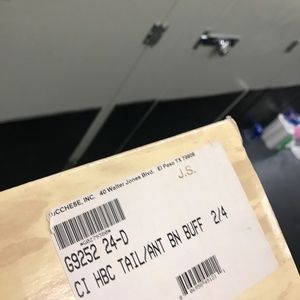 UCCHESE, INC. 40 Walter Jones Blvd. El Paso TX 79906
J.S.
G9252 24-D
CI HBC TAIL/ANT BN BUFF 2/4